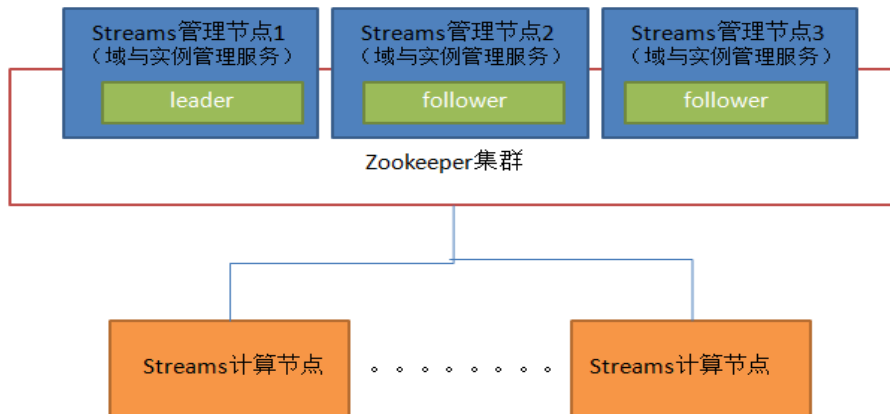 Streams管理节点1
（域与实例管理服务）
leader
Streams管理节点2
（域与实例管理服务）
follower
Streams管理节点3
（域与实例管理服务）
follower
Zookeeper集群
Streams计算节点
。。。。。。。。
Streams计算节点